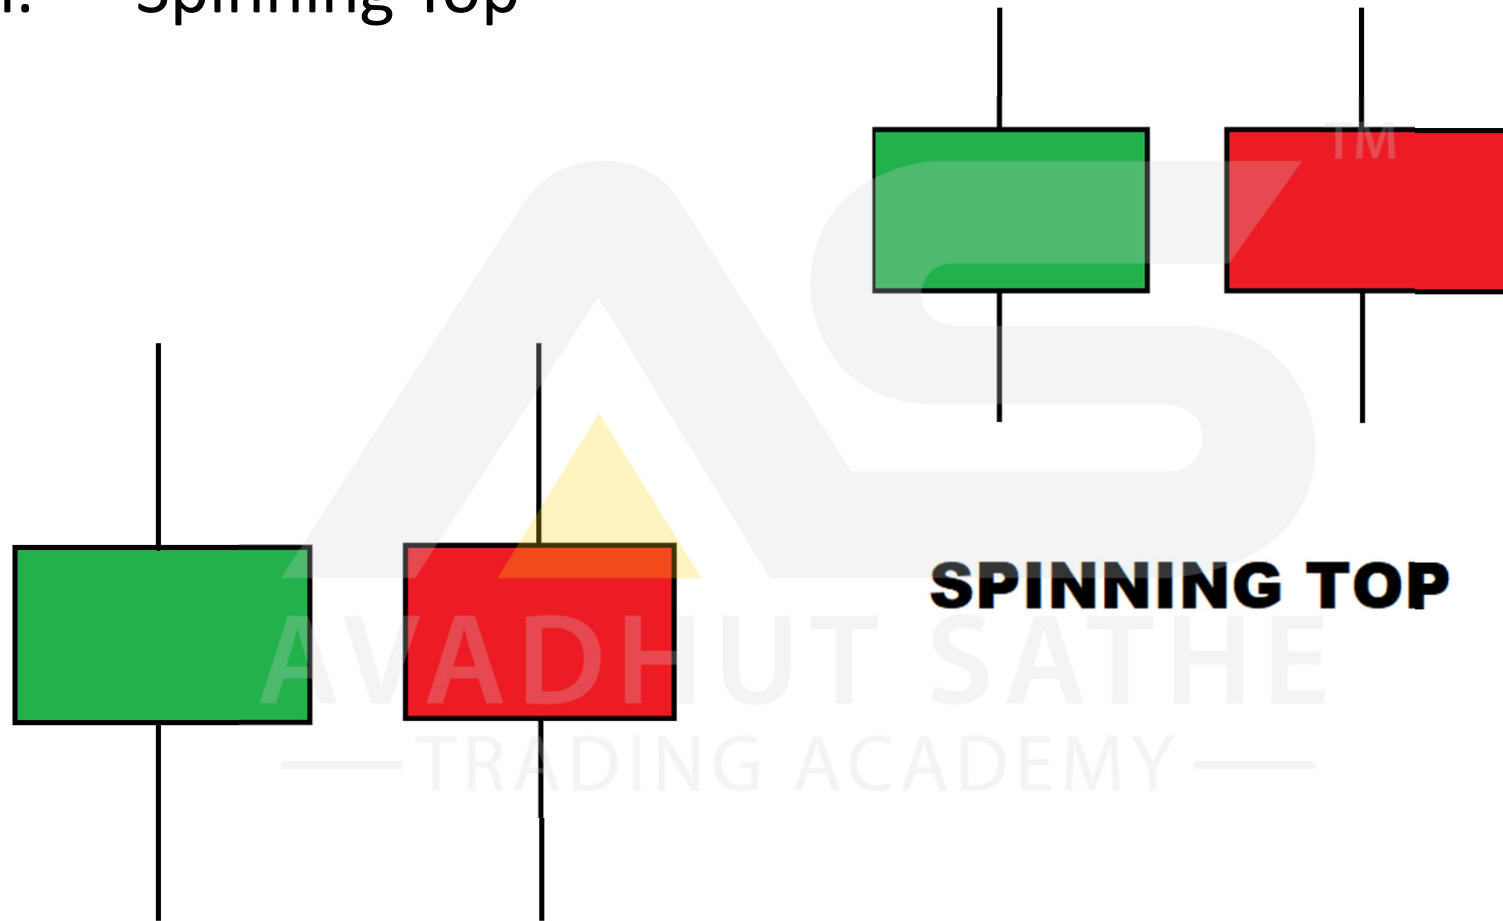 Spinning Top
TM
SPINNING TOP
AVADHUT SATHE
TRADING ACADEMY